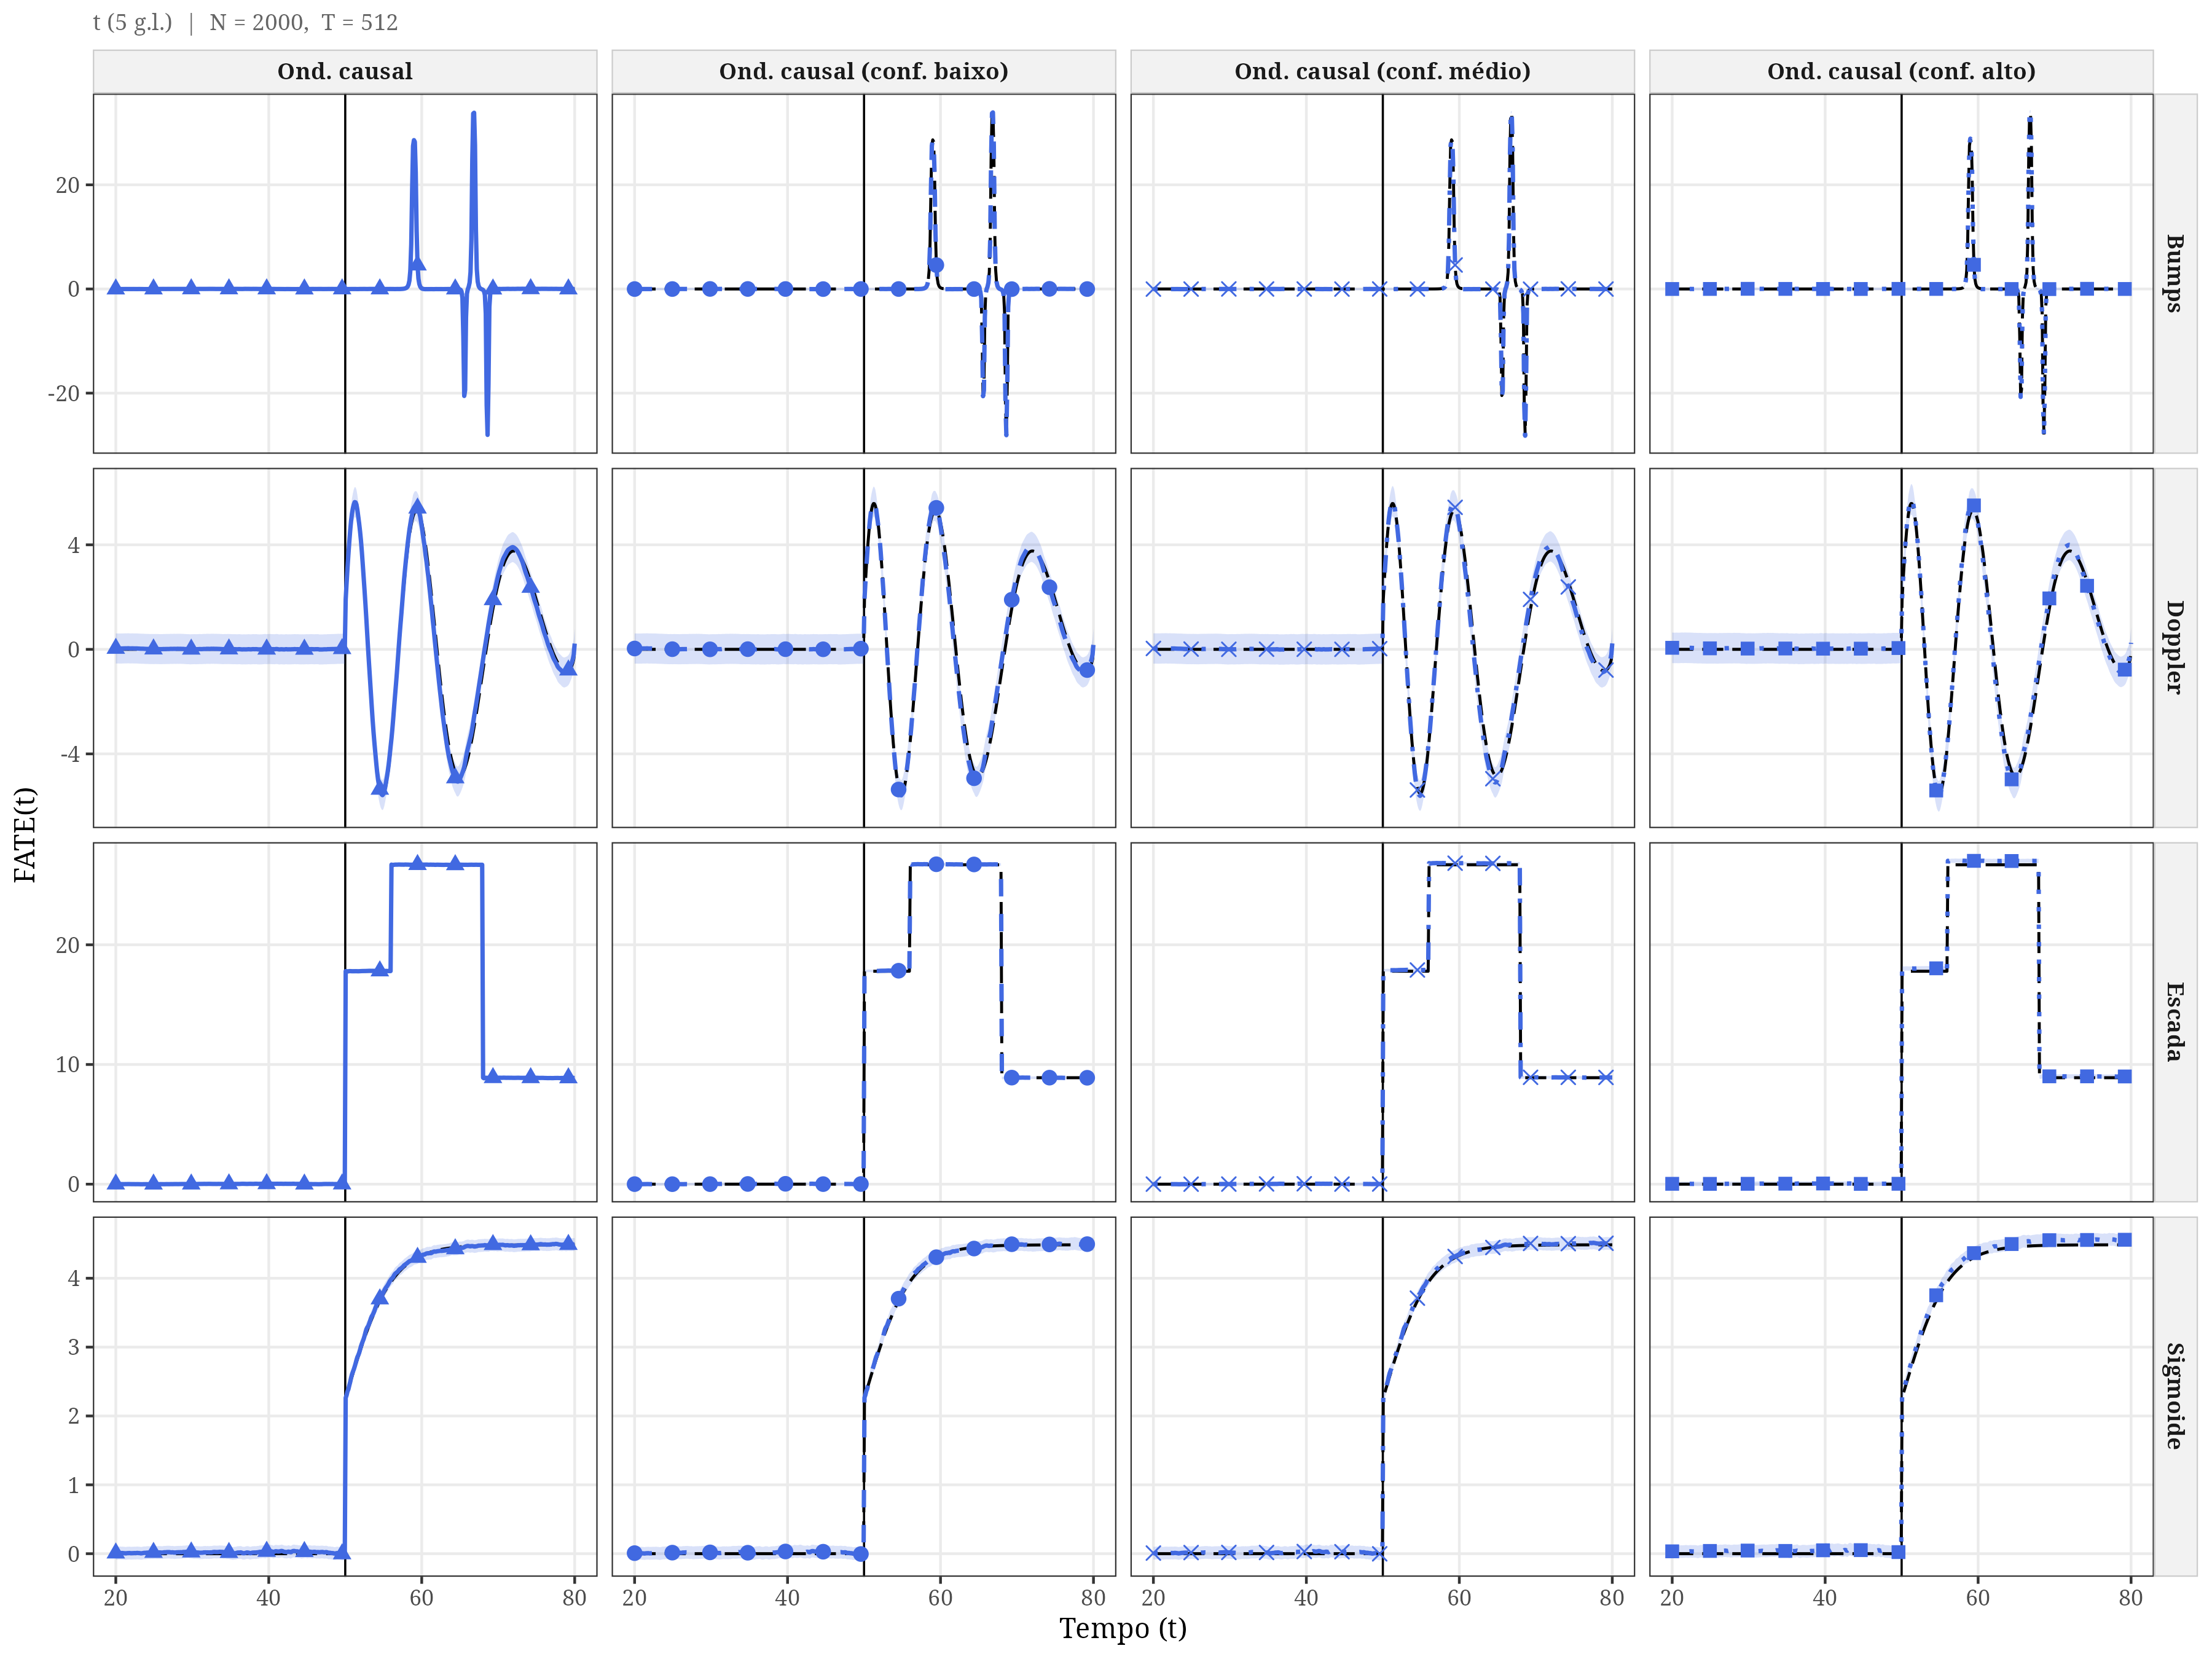 t (5 g.l.) | N = 2000, T = 512
Ond. causal
Ond. causal (conf. baixo)
Ond. causal (conf. médio)
Ond. causal (conf. alto)
20
0
-20
Bumps
4
0
-4
Doppler
FATE(t)
20
10
0
Escada
4
3
2
1
0
Sigmoide
20 40 60 80
20 40 60 80
20 40 60 80
20 40 60 80
Tempo (t)